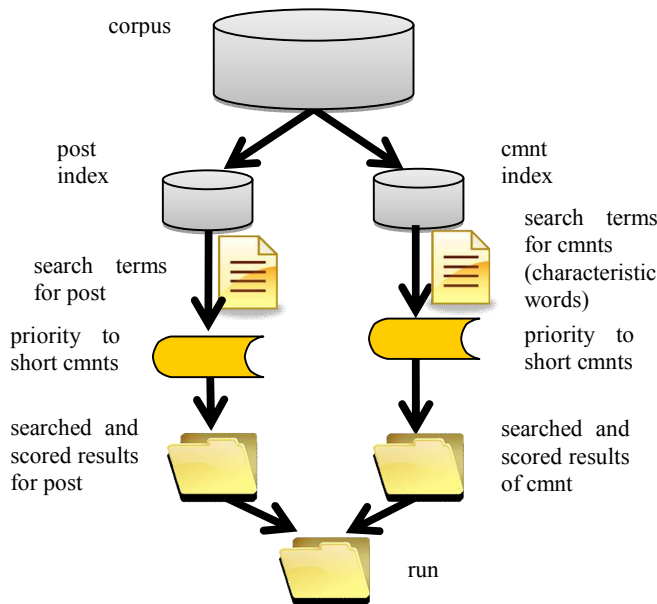 corpus
post
index
cmnt
index
search terms
for post
search terms
for cmnts
(characteristic
words)
priority to
short cmnts
priority to
short cmnts
searched and
scored results
for post
searched and
scored results
of cmnt
run